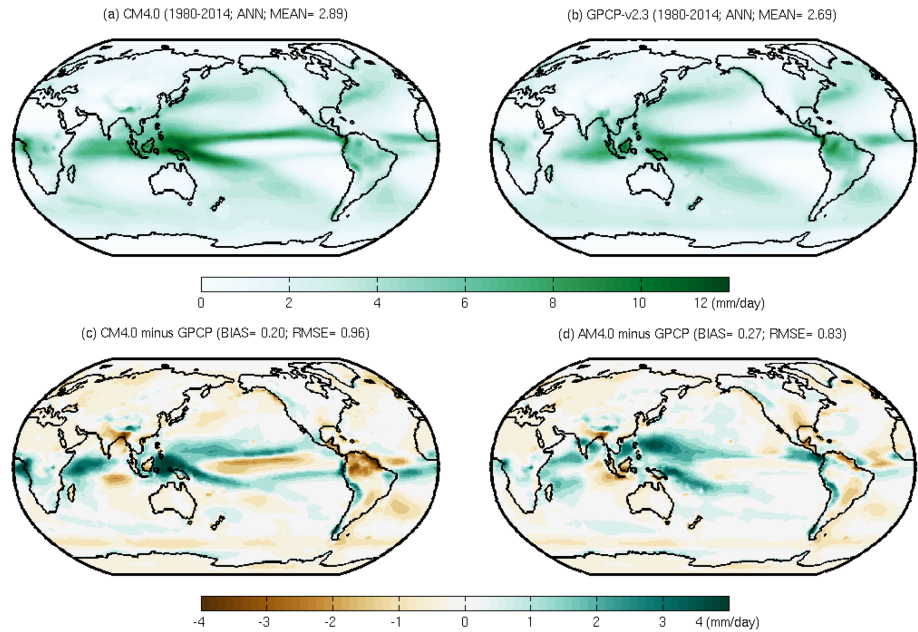 (a) CM4.0 (1980-2014; ANN; MEAN= 2.89)
(b) GPCP-v2.3 (1980-2014; ANN; MEAN= 2.69)
0 2 4 6 8 10 12 (mm/day)
(c) CM4.0 minus GPCP (BIAS= 0.20; RMSE= 0.96)
(d) AM4.0 minus GPCP (BIAS= 0.27; RMSE= 0.83)
-4 -3 -2 -1 0 1 2 3 4 (mm/day)